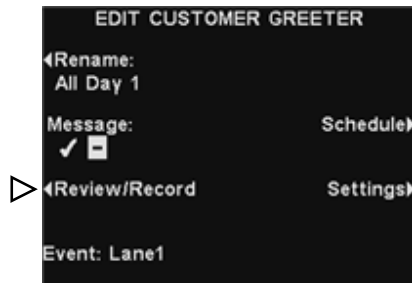 EDIT CUSTOMER GREETER
Rename:
All Day 1
Message: Schedule
✓ -
Review/Record Settings
Event: Lane1